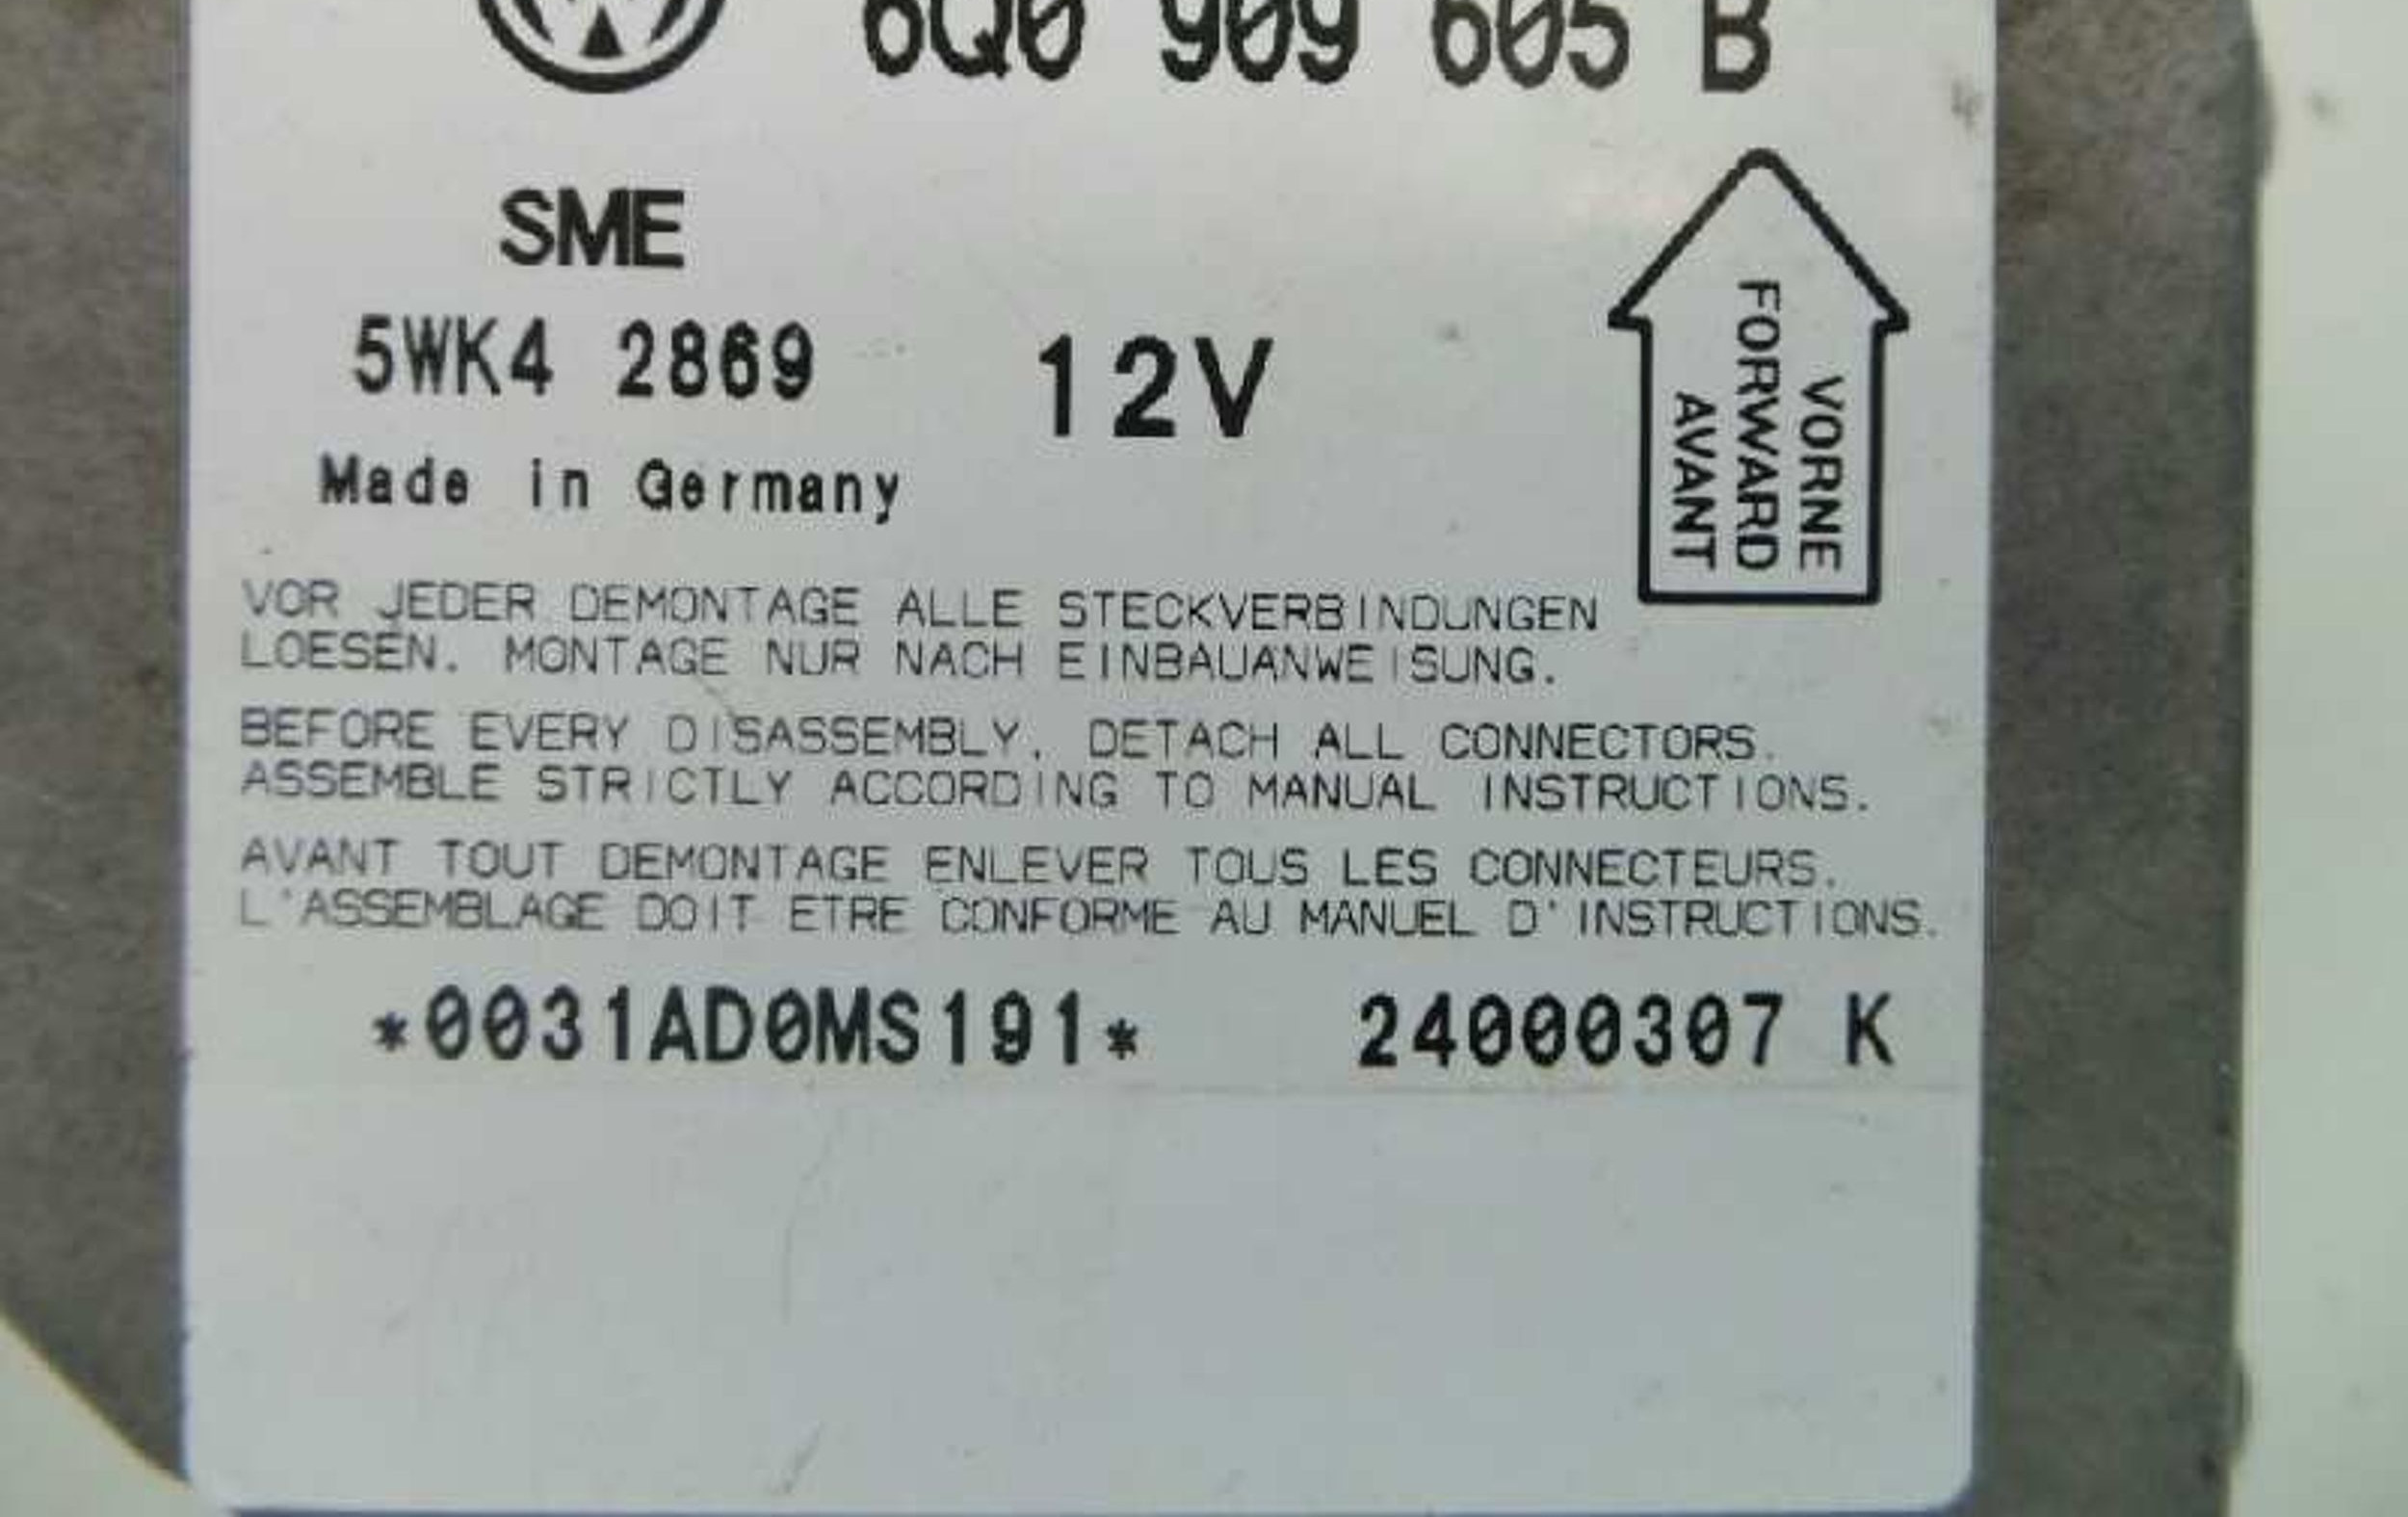 6Q0 909 605 B
SME
5WK4 2869 12V
Made in Germany
VORNE
FORWARD
AVANT
VOR JEDER DEMONTAGE ALLE STECKVERBINDUNGEN
LOESEN. MONTAGE NUR NACH EINBAUANWEISUNG.
BEFORE EVERY DISASSEMBLY, DETACH ALL CONNECTORS.
ASSEMBLE STRICTLY ACCORDING TO MANUAL INSTRUCTIONS.
AVANT TOUT DEMONTAGE ENLEVER TOUS LES CONNECTEURS.
L'ASSEMBLAGE DOIT ETRE CONFORME AU MANUEL D'INSTRUCTIONS.
*0031AD0MS191* 24000307 K